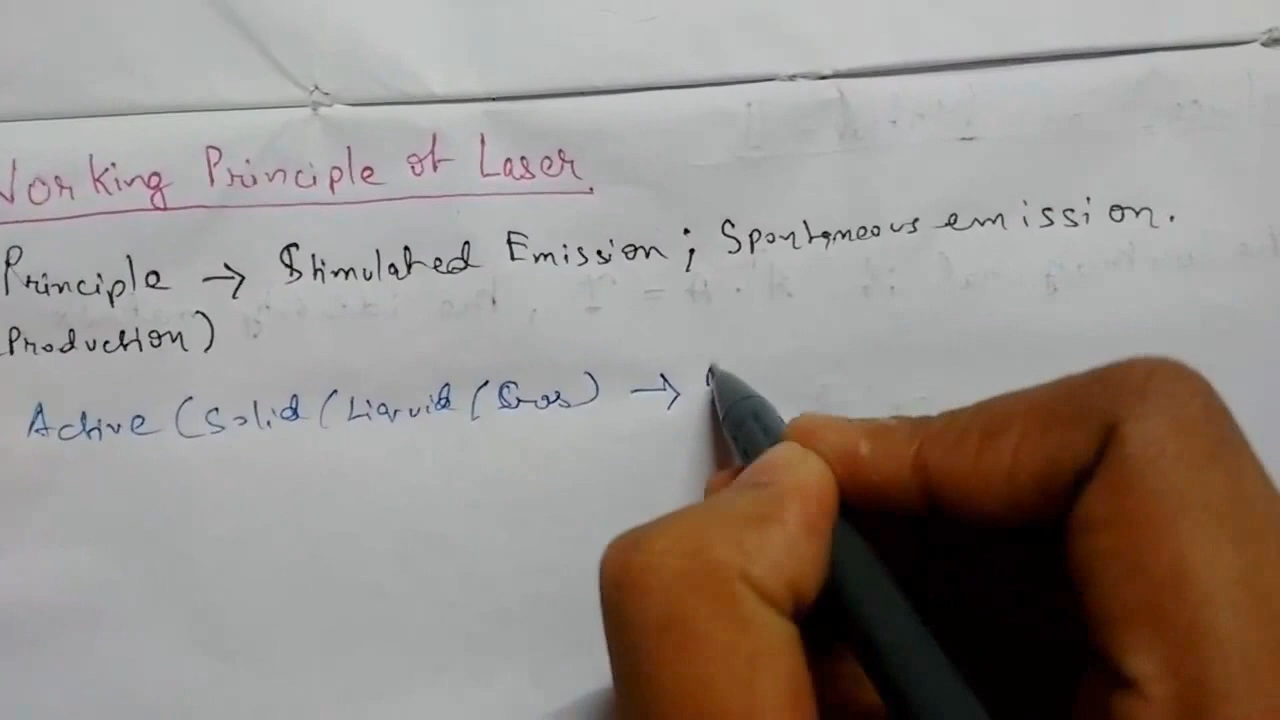 Working Principle of Laser.
Principle → Stimulated Emission ; Spontaneous emission.
Production)
Active (Solid / Liquid / Gas) →